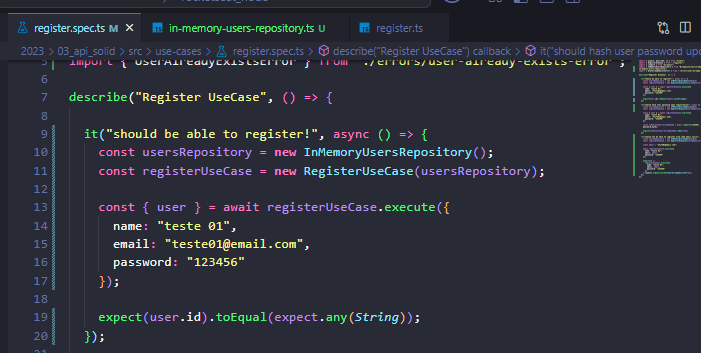 register.spec.ts M
in-memory-users-repository.ts U
register.ts
2023 > 03_api_solid > src > use-cases > register.spec.ts > describe("Register UseCase") callback > it("should hash user password upo
5 import { UserAlreadyExistsError } from "./errors/user-already-exists-error";
6
7 describe("Register UseCase", () => {
8
9 it("should be able to register!", async () => {
10 const usersRepository = new InMemoryUsersRepository();
11 const registerUseCase = new RegisterUseCase(usersRepository);
12
13 const { user } = await registerUseCase.execute({
14 name: "teste 01",
15 email: "teste01@email.com",
16 password: "123456"
17 });
18
19 expect(user.id).toEqual(expect.any(String));
20 });